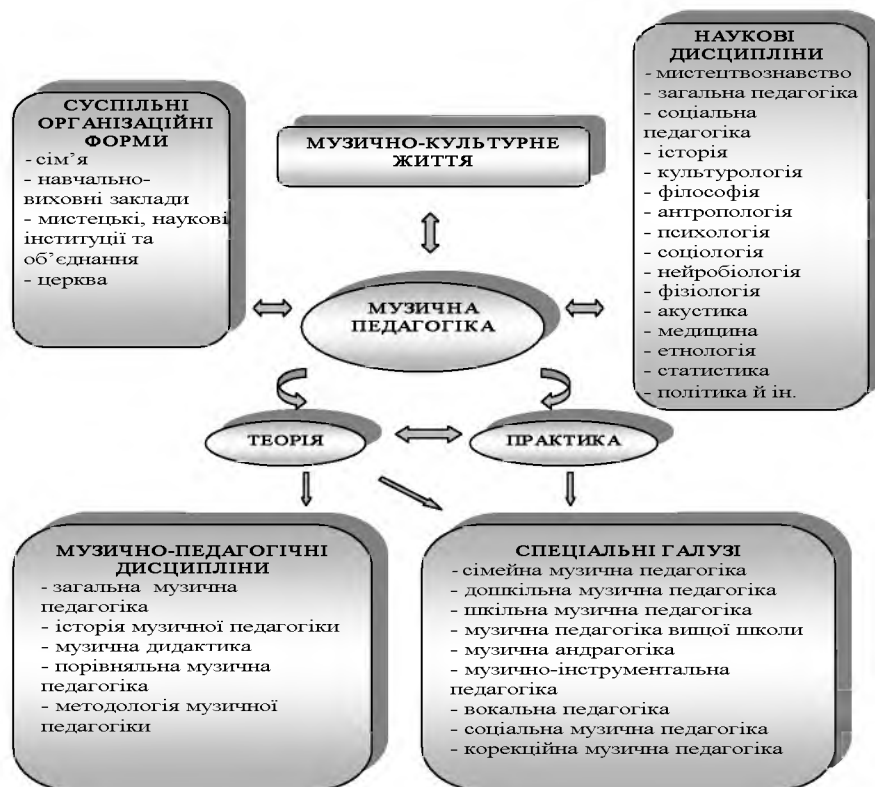 СУСПІЛЬНІ
ОРГАНІЗАЦІЙНІ
ФОРМИ
- сім’я
- навчально-
виховні заклади
- мистецькі, наукові
інституції та
об’єднання
- церква
МУЗИЧНО-КУЛЬТУРНЕ
ЖИТТЯ
НАУКОВІ
ДИСЦИПЛІНИ
- мистецтвознавство
- загальна педагогіка
- соціальна
педагогіка
- історія
- культурологія
- філософія
- антропологія
- психологія
- соціологія
- нейробіологія
- фізіологія
- акустика
- медицина
- етнологія
- статистика
- політика й ін.
МУЗИЧНА
ПЕДАГОГІКА
ТЕОРІЯ
ПРАКТИКА
МУЗИЧНО-ПЕДАГОГІЧНІ
ДИСЦИПЛІНИ
- загальна музична
педагогіка
- історія музичної педагогіки
- музична дидактика
- порівняльна музична
педагогіка
- методологія музичної
педагогіки
СПЕЦІАЛЬНІ ГАЛУЗІ
- сімейна музична педагогіка
- дошкільна музична педагогіка
- шкільна музична педагогіка
- музична педагогіка вищої школи
- музична андрагогіка
- музично-інструментальна
педагогіка
- вокальна педагогіка
- соціальна музична педагогіка
- корекційна музична педагогіка